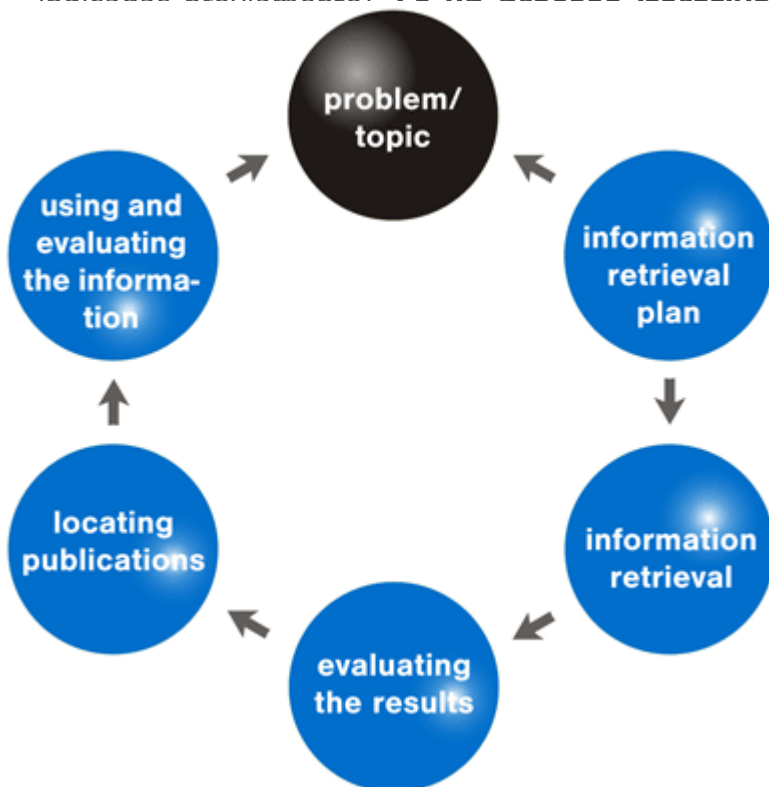 problem/
topic
information
retrieval
plan
information
retrieval
evaluating
the results
locating
publications
using and
evaluating
the informa-
tion